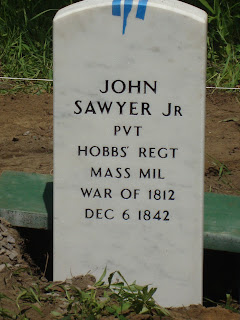 JOHN
SAWYER JR
PVT
HOBBS' REGT
MASS MIL
WAR OF 1812
DEC 6 1842